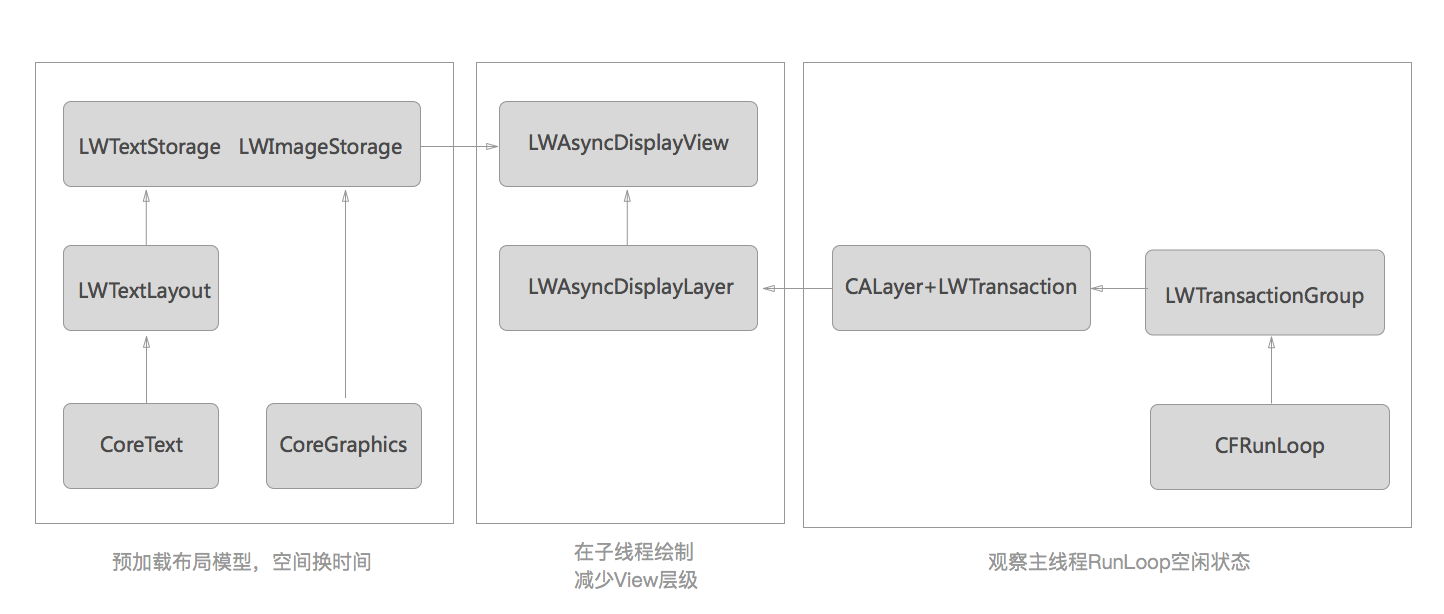 LWTextStorage LWImageStorage
LWTextLayout
CoreText
CoreGraphics
预加载布局模型，空间换时间
LWAsyncDisplayView
LWAsyncDisplayLayer
在子线程绘制
减少View层级
CALayer+LWTransaction
LWTransactionGroup
CFRunLoop
观察主线程RunLoop空闲状态